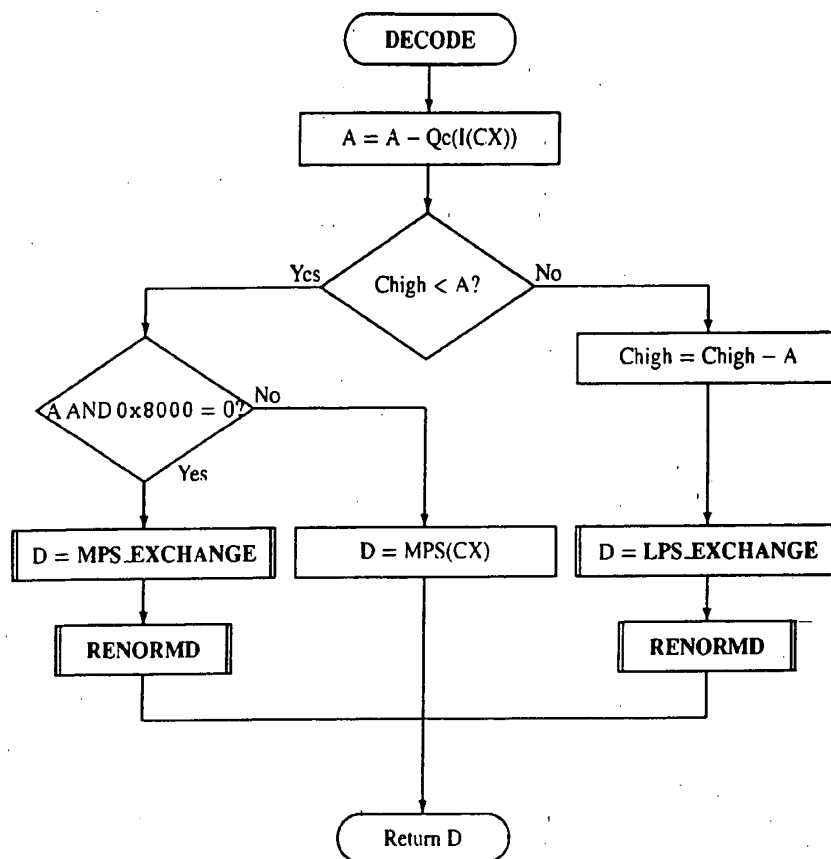 DECODE
A = A – Qc(I(CX))
Chigh < A?
Ycs
No
Chigh = Chigh – A
A AND 0x8000 = 0?
No
Yes
D = MPS_EXCHANGE
D = MPS(CX)
D = LPS_EXCHANGE
RENORMD
RENORMD
Return D